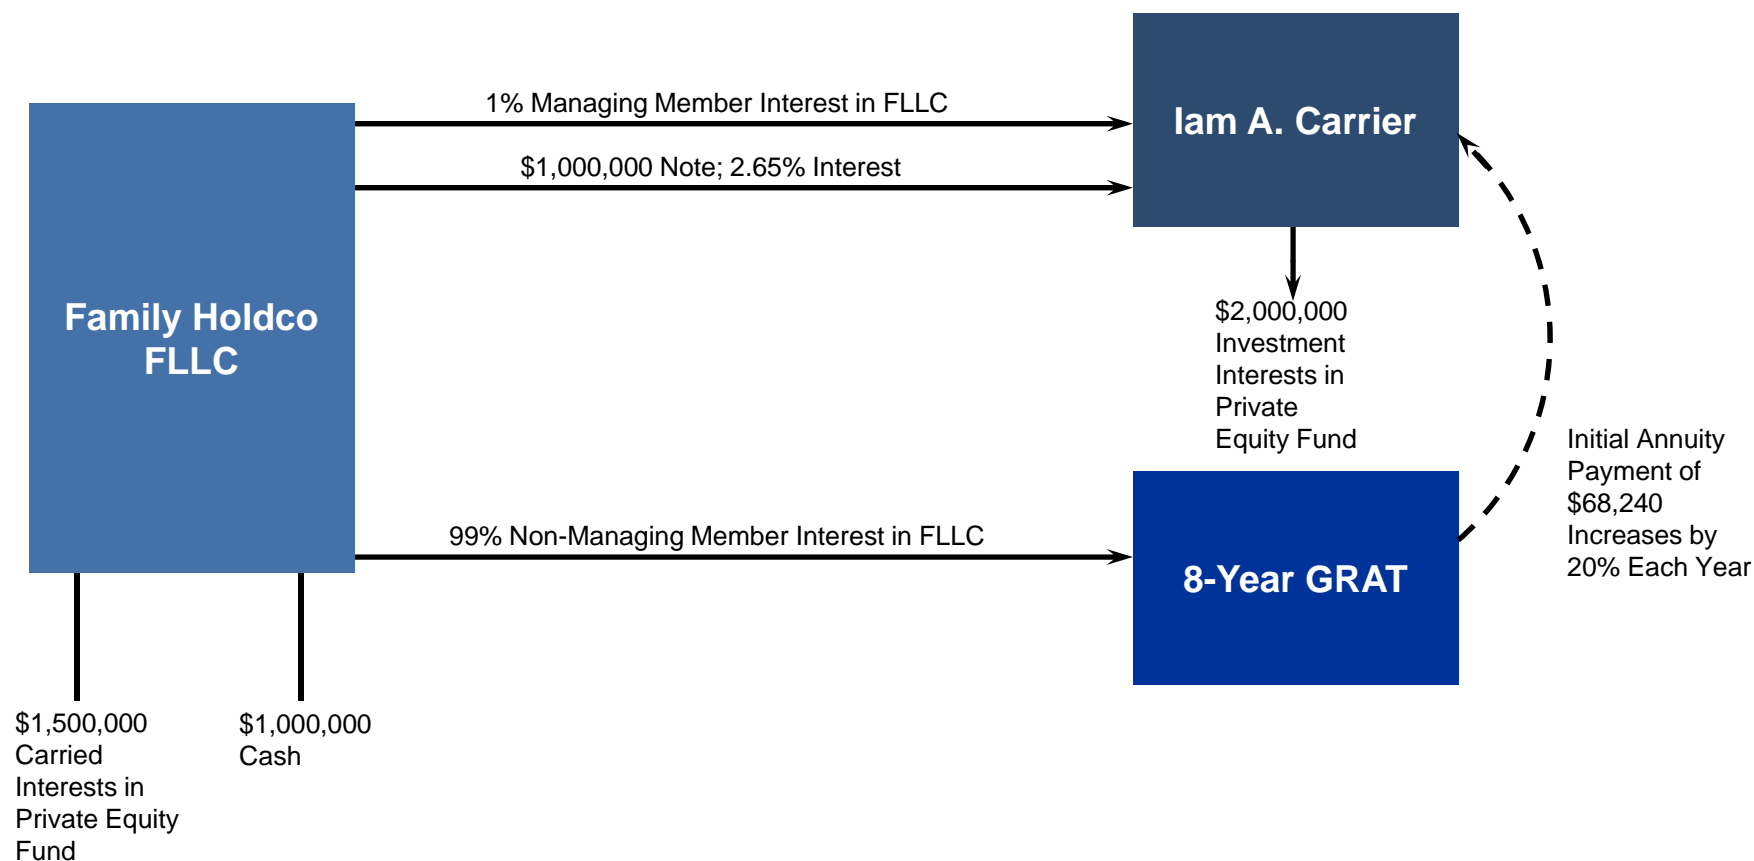 1% Managing Member Interest in FLLC
$1,000,000 Note; 2.65% Interest
Iam A. Carrier
Family Holdco
FLLC
$2,000,000
Investment
Interests in
Private
Equity Fund
Initial Annuity
Payment of
$68,240
Increases by
20% Each Year
99% Non-Managing Member Interest in FLLC
8-Year GRAT
$1,500,000
Carried
Interests in
Private Equity
Fund
$1,000,000
Cash